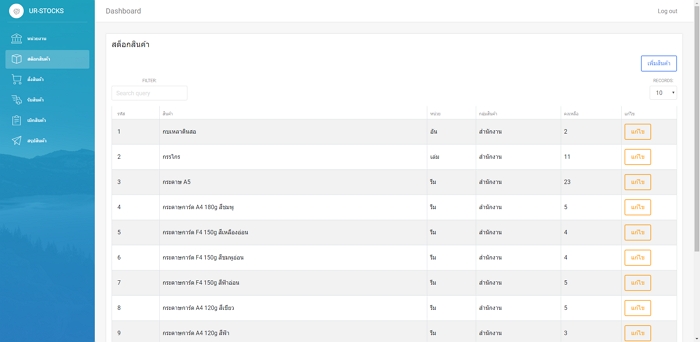 UR-STOCKS
Dashboard
Log out
หน่วยงาน
สต็อกสินค้า
สั่งสินค้า
รับสินค้า
เบิกสินค้า
สรุปสินค้า
สต็อกสินค้า
เพิ่มสินค้า
FILTER
RECORDS
Search query
10
รหัส สินค้า หน่วย กลุ่มสินค้า คงเหลือ แก้ไข
1 กบเหลาดินสอ อัน สำนักงาน 2 แก้ไข
2 กรรไกร เล่ม สำนักงาน 11 แก้ไข
3 กระดาษ A5 รีม สำนักงาน 23 แก้ไข
4 กระดาษการ์ด A4 180g สีชมพู รีม สำนักงาน 5 แก้ไข
5 กระดาษการ์ด F4 150g สีเหลืองอ่อน รีม สำนักงาน 4 แก้ไข
6 กระดาษการ์ด F4 150g สีชมพูอ่อน รีม สำนักงาน 4 แก้ไข
7 กระดาษการ์ด F4 150g สีฟ้าอ่อน รีม สำนักงาน 5 แก้ไข
8 กระดาษการ์ด A4 120g สีเขียว รีม สำนักงาน 5 แก้ไข
9 กระดาษการ์ด A4 120g สีฟ้า รีม สำนักงาน 3 แก้ไข